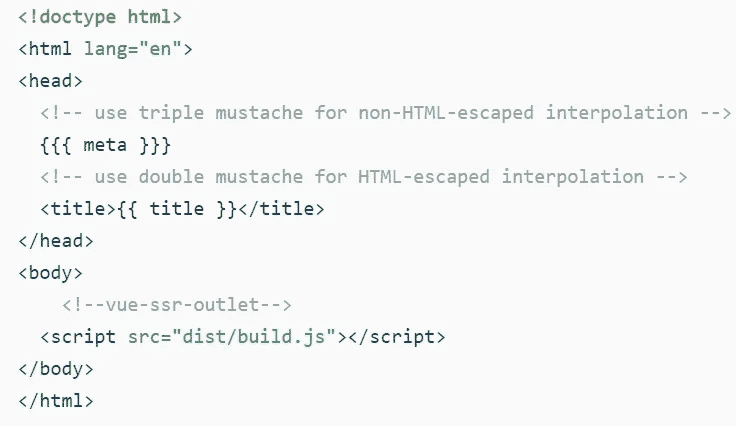 <!doctype html>
<html lang="en">
<head>
  <!-- use triple mustache for non-HTML-escaped interpolation -->
  {{{ meta }}}
  <!-- use double mustache for HTML-escaped interpolation -->
  <title>{{ title }}</title>
</head>
<body>
    <!--vue-ssr-outlet-->
  <script src="dist/build.js"></script>
</body>
</html>